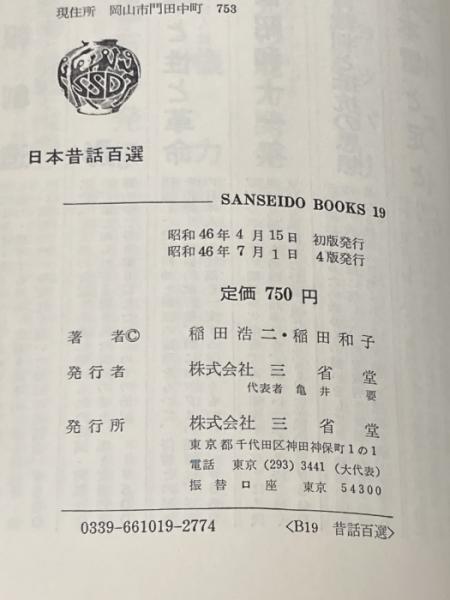 現住所 岡山市門田中町 753
SSD
日本昔話百選
SANSEIDO BOOKS 19
昭和46年4月15日 初版発行
昭和46年7月1日 4版発行
定価 750 円
著者© 稲田浩二・稲田和子
発行者 株式会社 三省堂
代表者 亀井 要
発行所 株式会社 三省堂
東京都千代田区神田神保町1の1
電話 東京 (293) 3441 (大代表)
振替口座 東京 54300
0339-661019-2774 〈B19 昔話百選〉